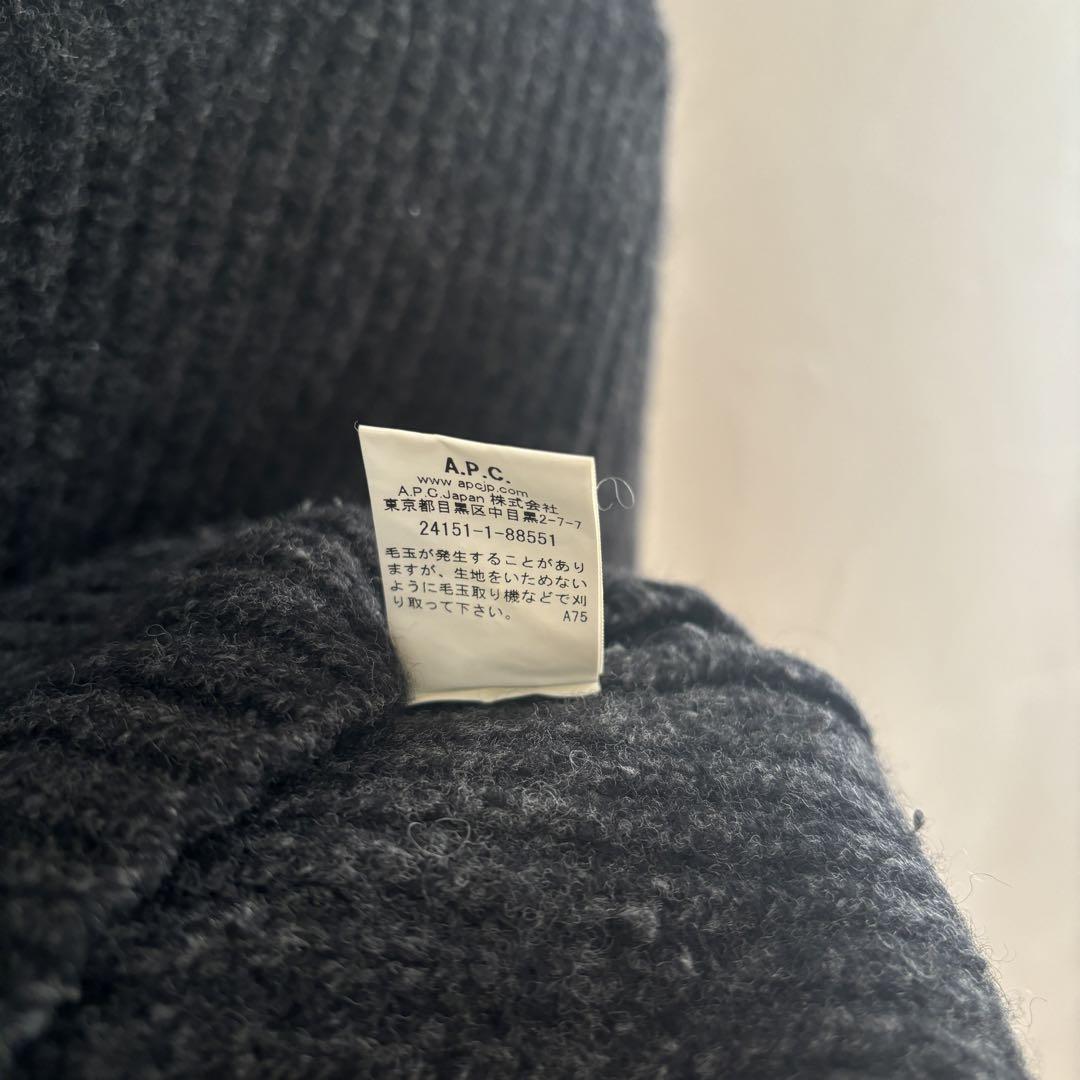 A.P.C.
www apcjp.com
A.P.C.Japan 株式会社
東京都目黒区中目黒2-7-7
24151-1-88551
毛玉が発生することがあり
ますが、生地をいためない
ように毛玉取り機などで刈
り取って下さい。 A75